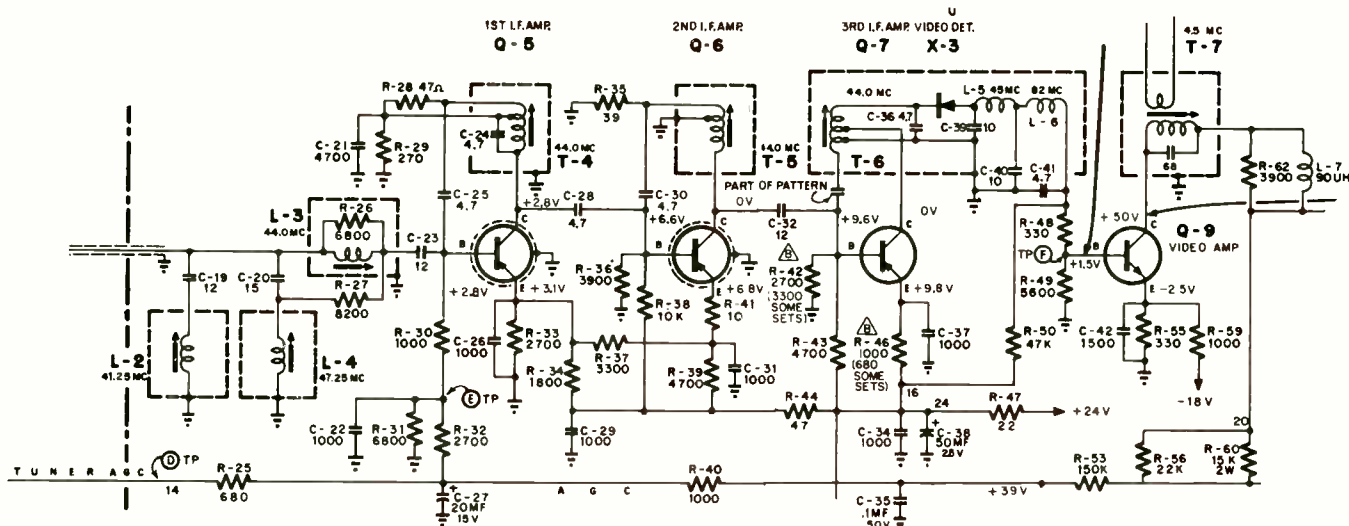 1ST I.F. AMP.
Q-5
2ND I.F. AMP.
Q-6
3RD I.F. AMP. VIDEO DET.
U
Q-7 X-3
4.5 MC
T-7
R-28 47Ω
C-21
4700
R-29
270
C-24
4.7
44.0MC
T-4
R-35
39
44.0MC
T-5
44.0 MC
T-6
C-36 4.7
L-5 45MC
82 MC
L-6
C-39 10
C-40
10
C-41
4.7
68
R-62
3900
L-7
90UH
PART OF PATTERN
L-3
44.0MC
R-26
6800
R-27
8200
C-23
12
C-25
4.7
+2.8V
C-28
4.7
C-30
4.7
+6.6V
0V
C-32
12
+9.6V
0V
R-48
330
TP F
+1.5V
+50V
Q-9
VIDEO AMP
C-19
12
C-20
15
B
C
E
+2.8V
+3.1V
B
C
E
+6.8V
B
C
E
+9.8V
B
C
E
-2.5V
L-2
41.25MC
L-4
47.25MC
R-30
1000
C-26
1000
R-33
2700
R-34
1800
R-36
3900
R-38
10K
R-37
3300
R-41
10
R-39
4700
C-31
1000
B
R-42
2700
(3300
SOME
SETS)
R-43
4700
B
R-46
1000
(680
SOME
SETS)
C-37
1000
R-49
5600
R-50
47K
C-42
1500
R-55
330
R-59
1000
-18V
E TP
C-22
1000
R-31
6800
R-32
2700
C-29
1000
R-44
47
16
24
C-34
1000
+
C-38
50MF
28V
R-47
22
+24V
20
TUNER AGC
D TP
14
R-25
680
+
C-27
20MF
15V
A G C
R-40
1000
C-35
.1MF
50V
+39V
R-53
150K
R-56
22K
R-60
15K
2W